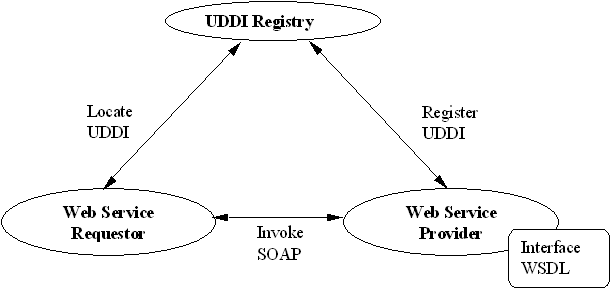 UDDI Registry
Locate
UDDI
Register
UDDI
Web Service
Requestor
Web Service
Provider
Invoke
SOAP
Interface
WSDL